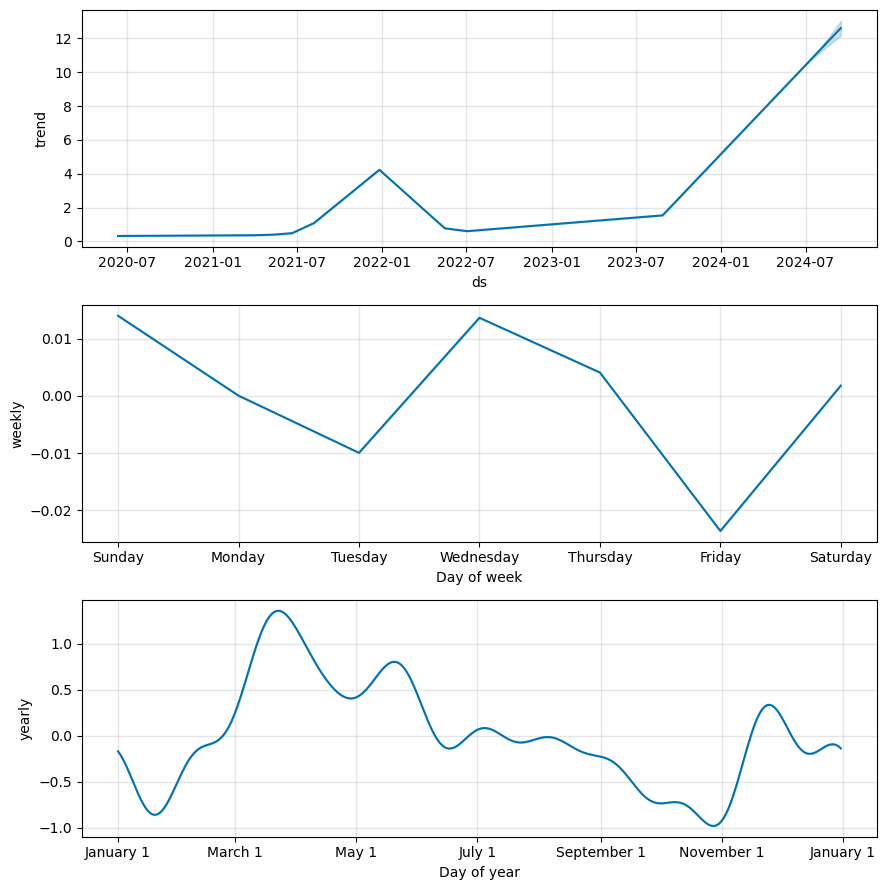 12
10
8
6
4
2
0
trend
2020-07 2021-01 2021-07 2022-01 2022-07 2023-01 2023-07 2024-01 2024-07
ds
0.01
0.00
−0.01
−0.02
weekly
Sunday Monday Tuesday Wednesday Thursday Friday Saturday
Day of week
1.0
0.5
0.0
−0.5
−1.0
yearly
January 1 March 1 May 1 July 1 September 1 November 1 January 1
Day of year